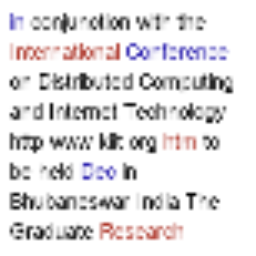 in conjunction with the
International Conference
on Distributed Computing
and Internet Technology
http www kiit org htm to
be held Dec in
Bhubaneswar India The
Graduate Research